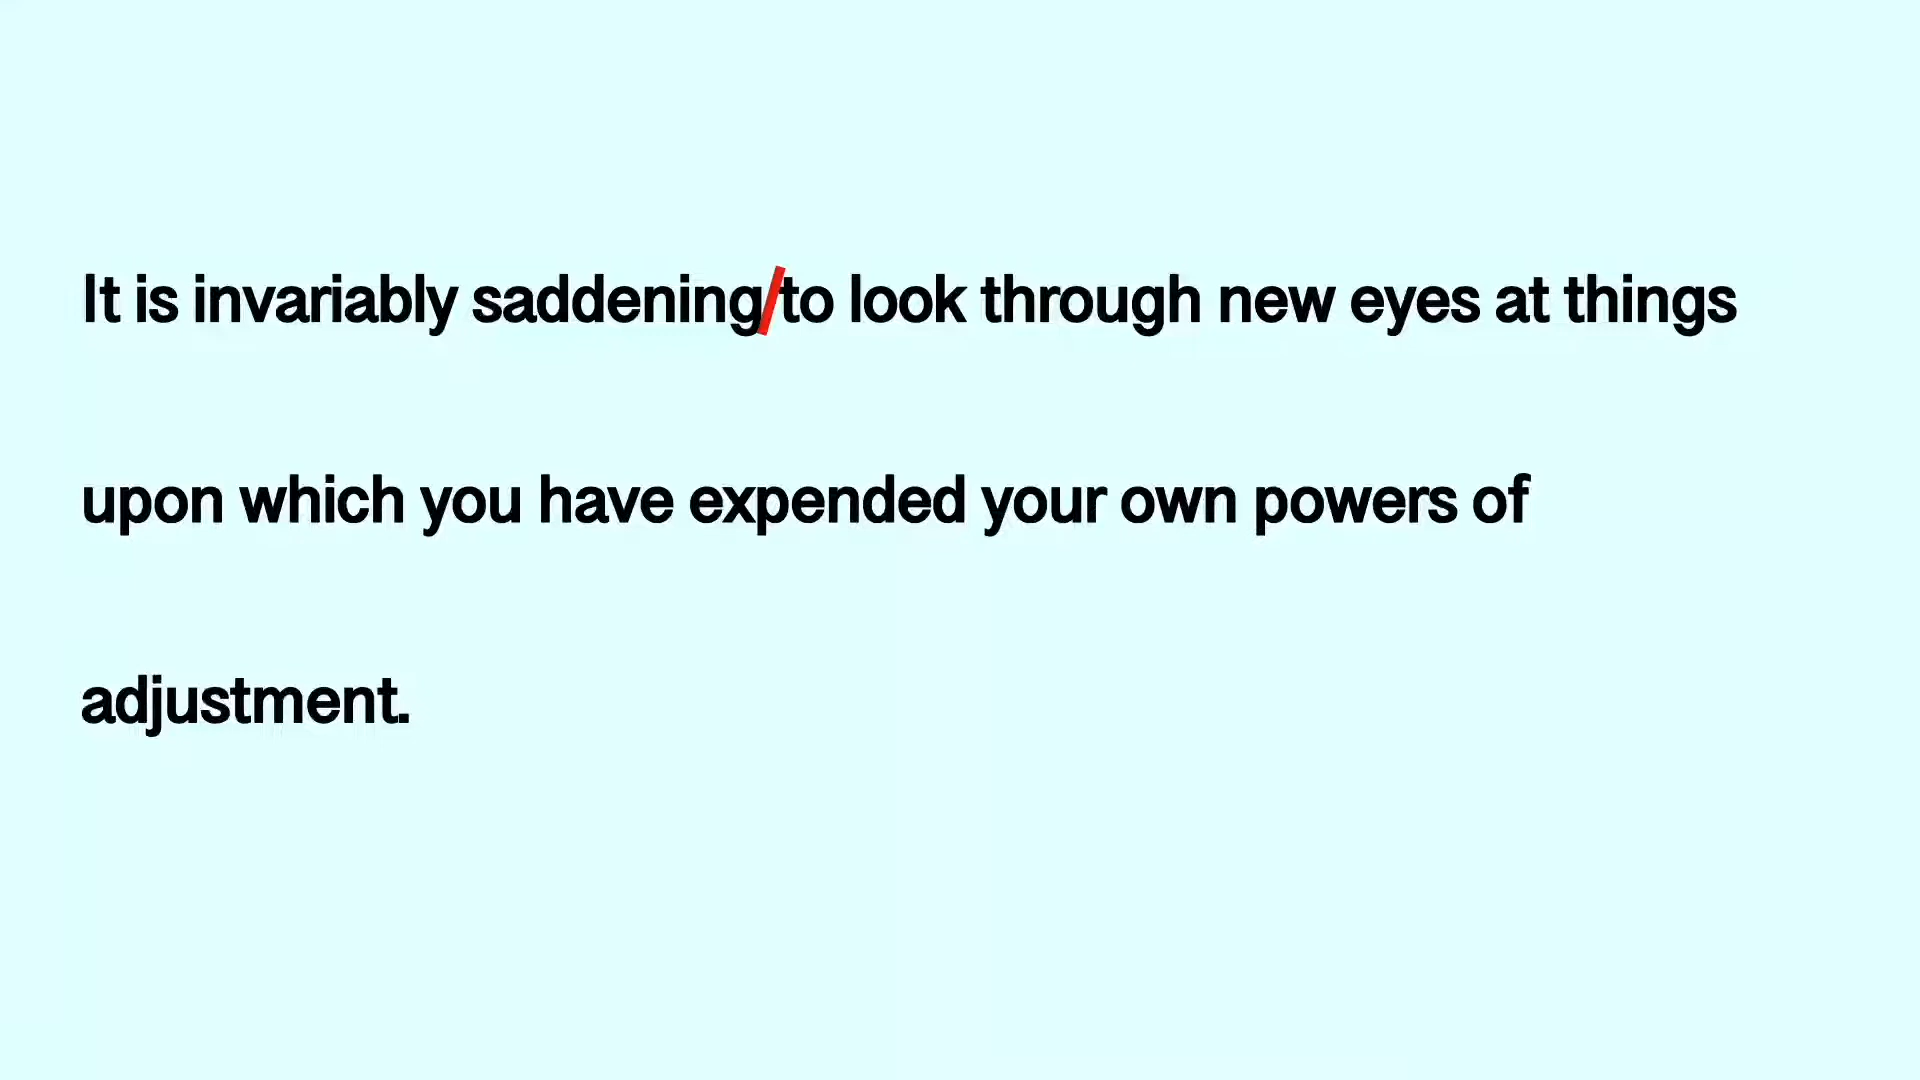 It is invariably saddening/to look through new eyes at things
upon which you have expended your own powers of
adjustment.